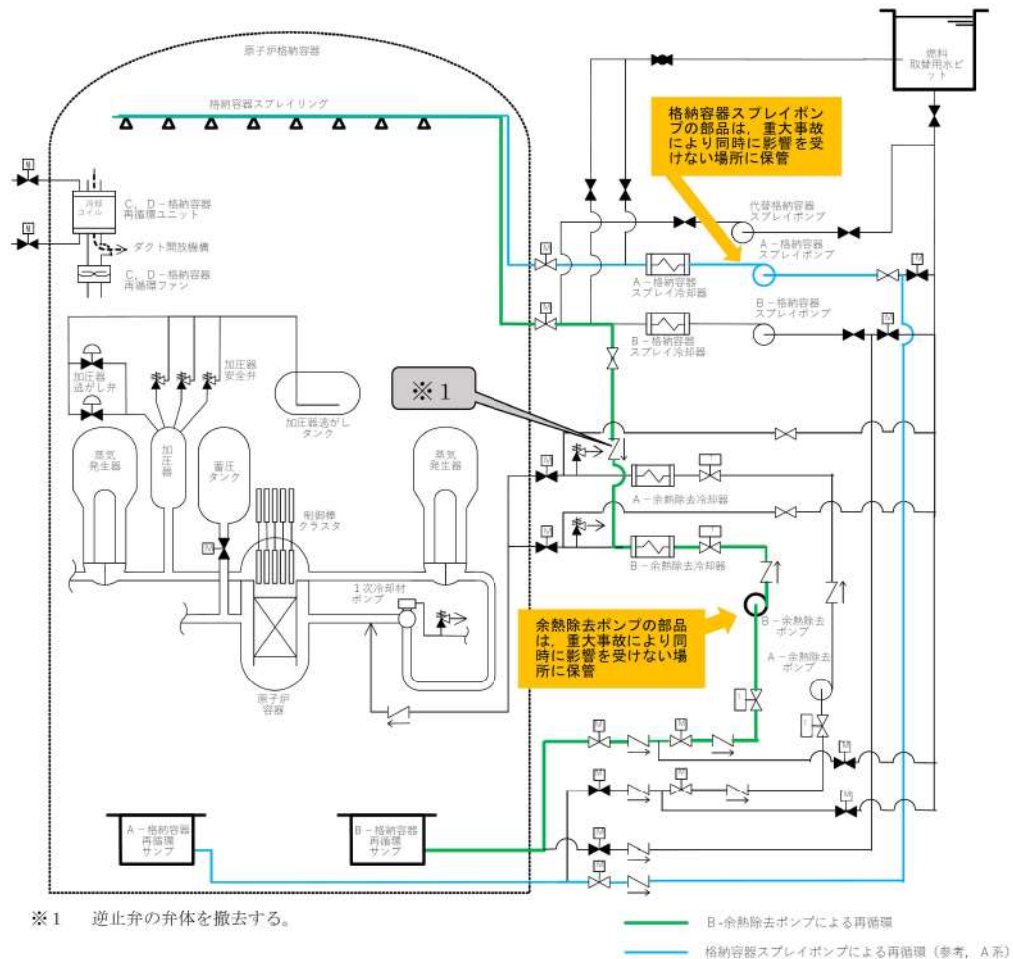 原子炉格納容器
燃料
取替用水ピ
ット
格納容器スプレイリング
格納容器スプレイポン
プの部品は，重大事故
により同時に影響を受
けない場所に保管
M
冷却
コイル
C，D－格納容器
再循環ユニット
M
ダクト開放機構
C，D－格納容器
再循環ファン
代替格納容器
スプレイポンプ
A－格納容器
スプレイポンプ
M
M
A－格納容器
スプレイ冷却器
B－格納容器
スプレイポンプ
M
M
B－格納容器
スプレイ冷却器
加圧器
逃がし弁
加圧器
安全弁
加圧器逃がし
タンク
※１
蒸気
発生器
加
圧
器
蓄圧
タンク
蒸気
発生器
M
A－余熱除去冷却器
制御棒
クラスタ
M
M
B－余熱除去冷却器
１次冷却材
ポンプ
余熱除去ポンプの部品
は，重大事故により同
時に影響を受けない場
所に保管
B－余熱除去
ポンプ
A－余熱除去
ポンプ
原子炉
容器
M
M
M
M
M
M
A－格納容器
再循環
サンプ
B－格納容器
再循環
サンプ
M
M
※１　逆止弁の弁体を撤去する。
B-余熱除去ポンプによる再循環
格納容器スプレイポンプによる再循環（参考，A系）